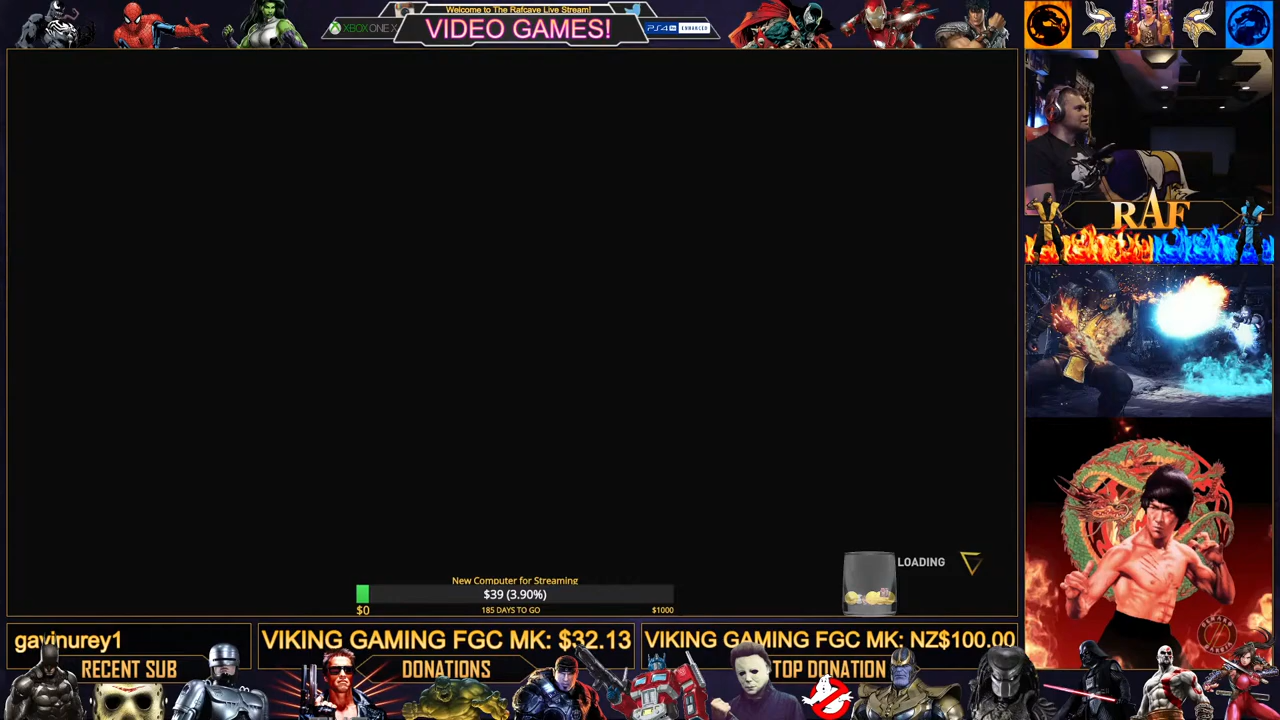 Welcome to The Rafcave Live Stream!
XBOX ONE X
VIDEO GAMES!
PS4 PRO ENHANCED
RAF
LOADING
New Computer for Streaming
$39 (3.90%)
$0
185 DAYS TO GO
$1000
gavinurey1
VIKING GAMING FGC MK: $32.13
VIKING GAMING FGC MK: NZ$100.00
RECENT SUB
DONATIONS
TOP DONATION